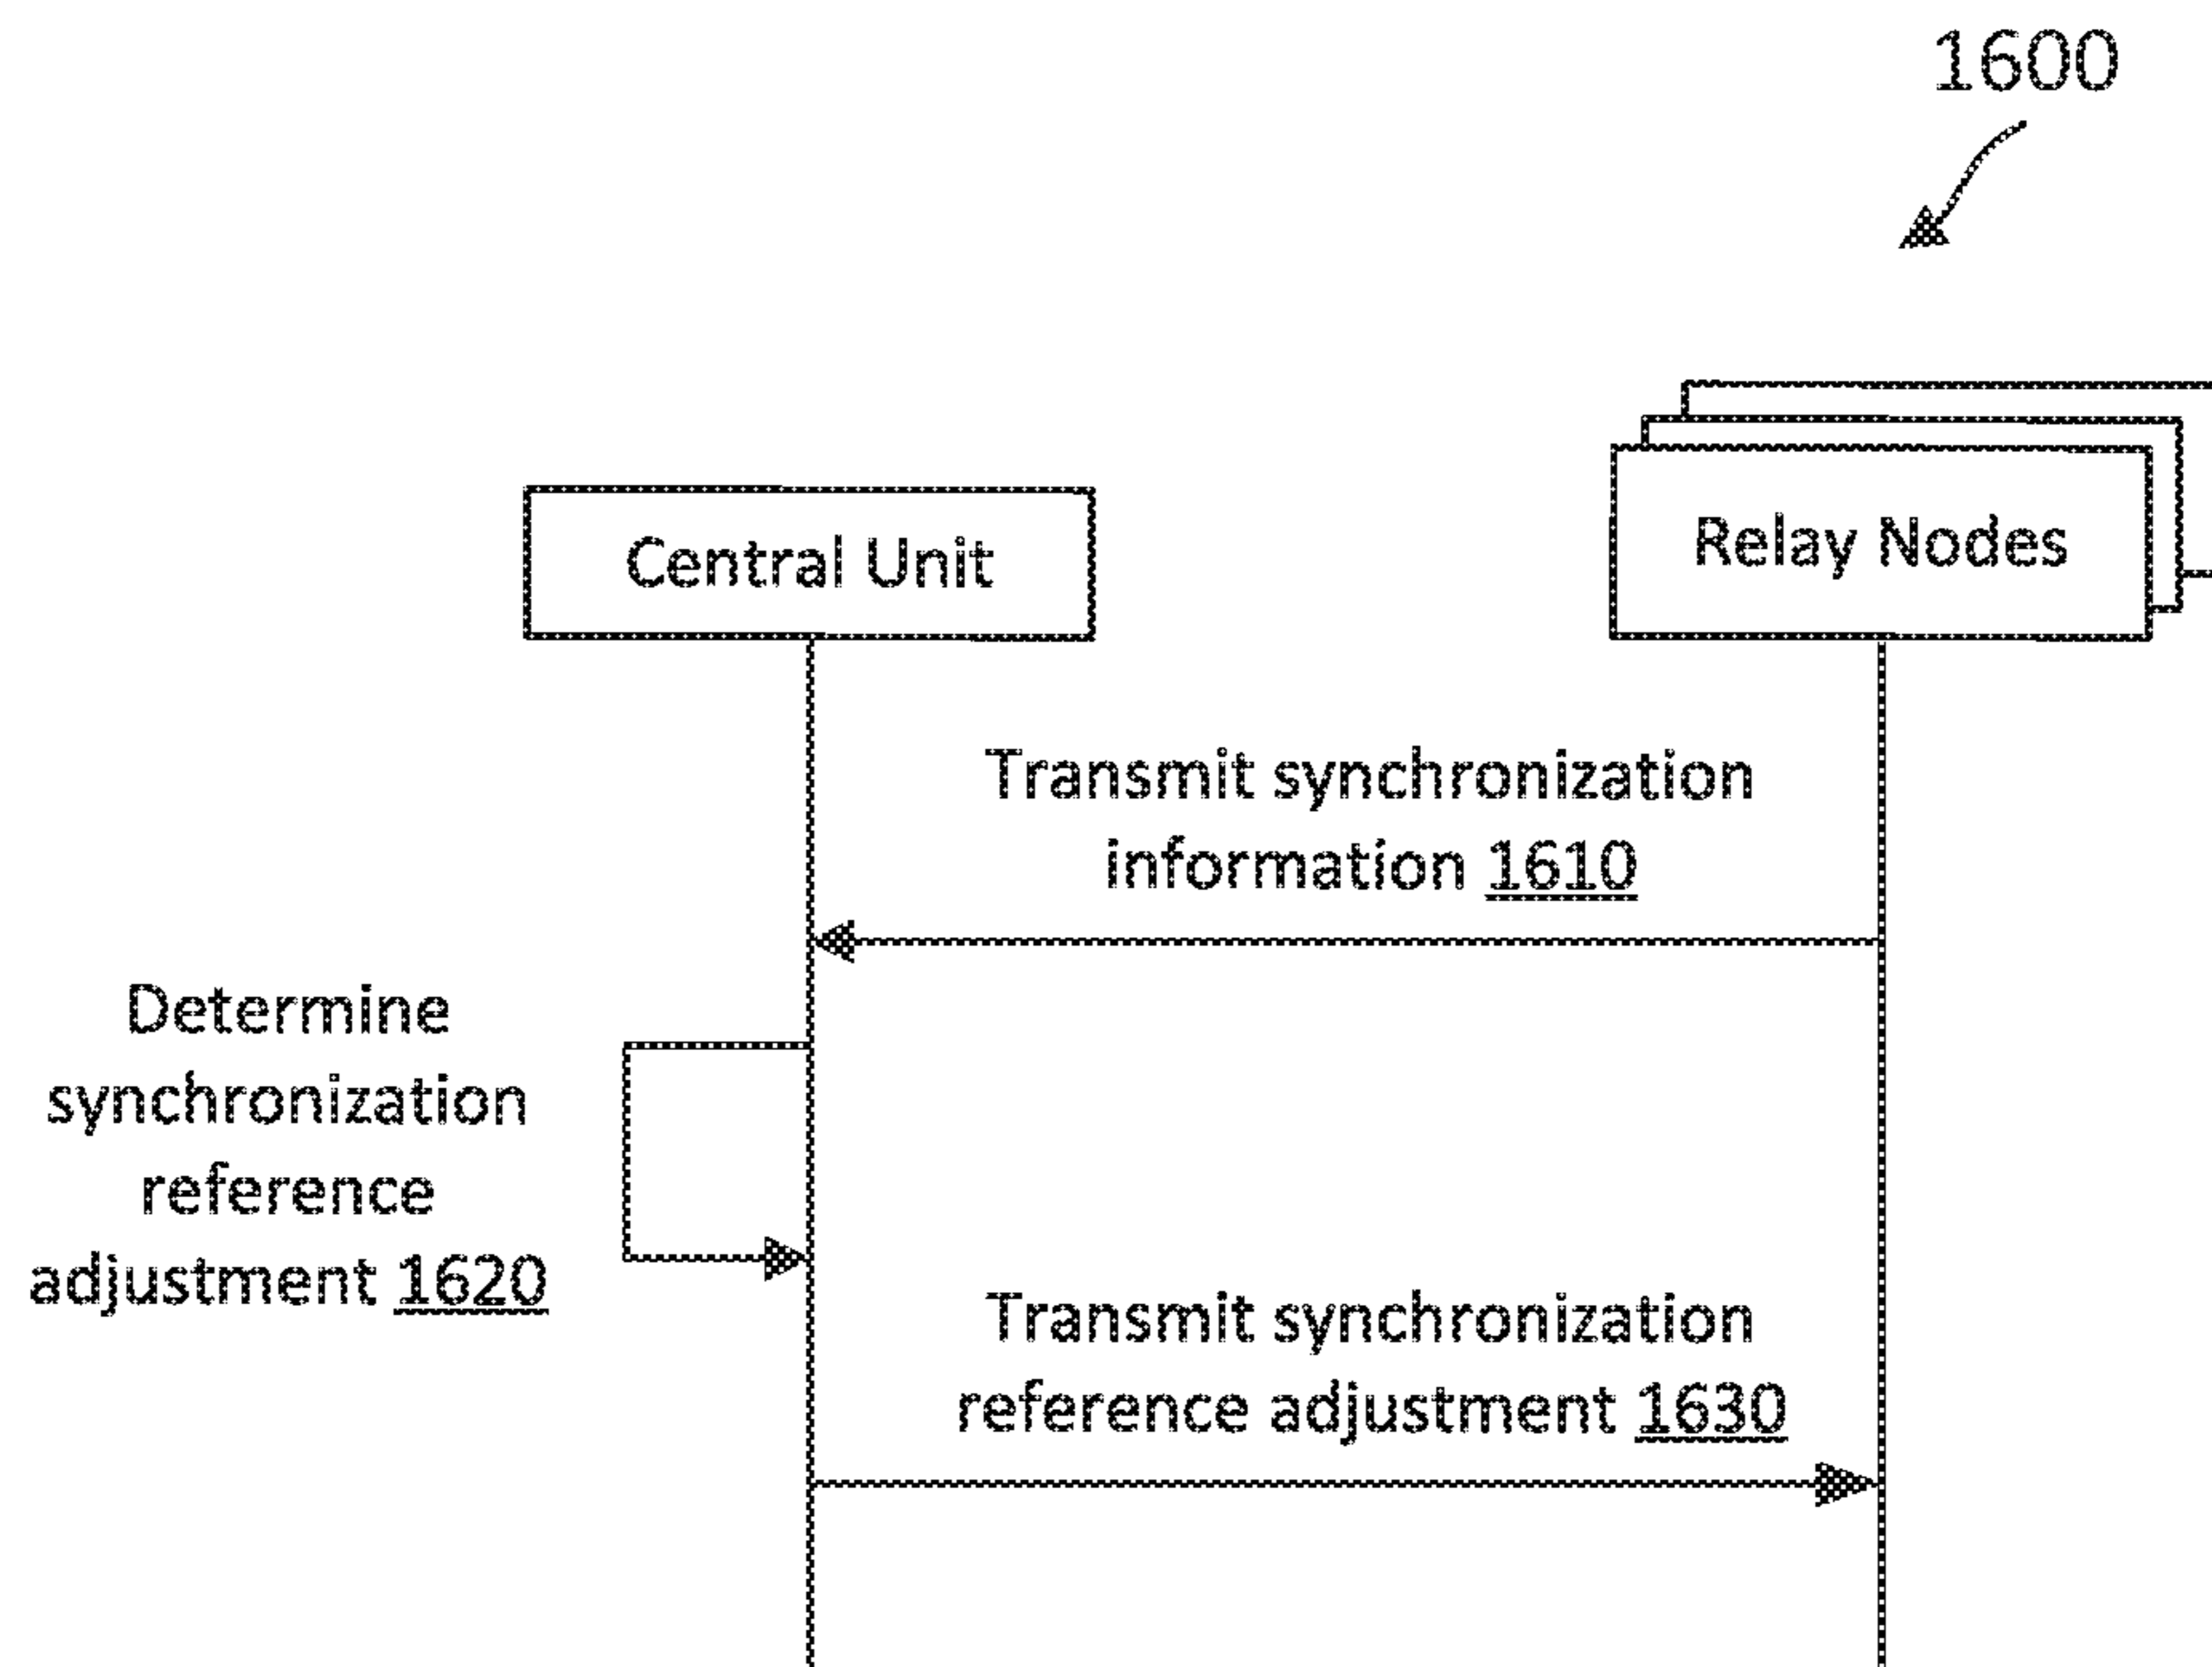 1600
Central Unit
Relay Nodes
Transmit synchronization
information 1610
Determine
synchronization
reference
adjustment 1620
Transmit synchronization
reference adjustment 1630